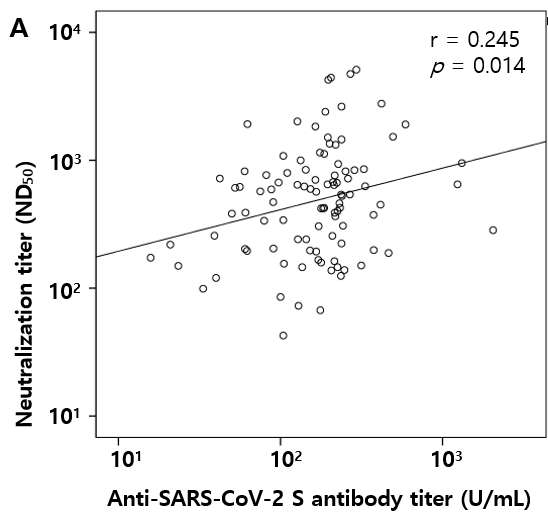 A
r = 0.245
p = 0.014
10⁴
10³
10²
10¹
Neutralization titer (ND₅₀)
10¹ 10² 10³
Anti-SARS-CoV-2 S antibody titer (U/mL)